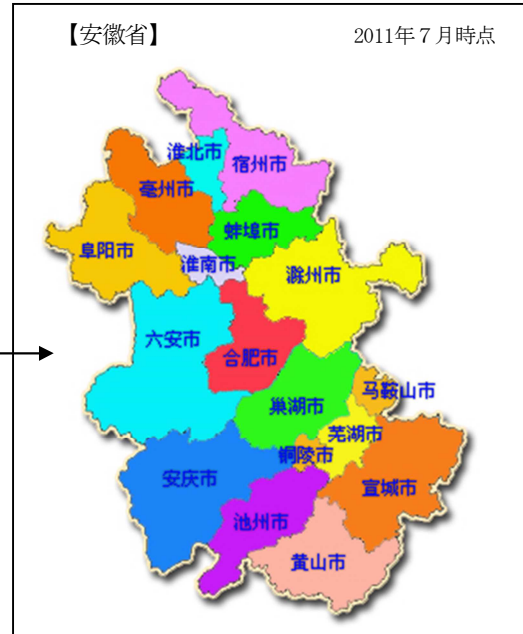 【安徽省】 2011年７月時点
淮北市
宿州市
亳州市
蚌埠市
阜阳市
淮南市
滁州市
六安市
合肥市
马鞍山市
巢湖市
芜湖市
铜陵市
安庆市
宣城市
池州市
黄山市